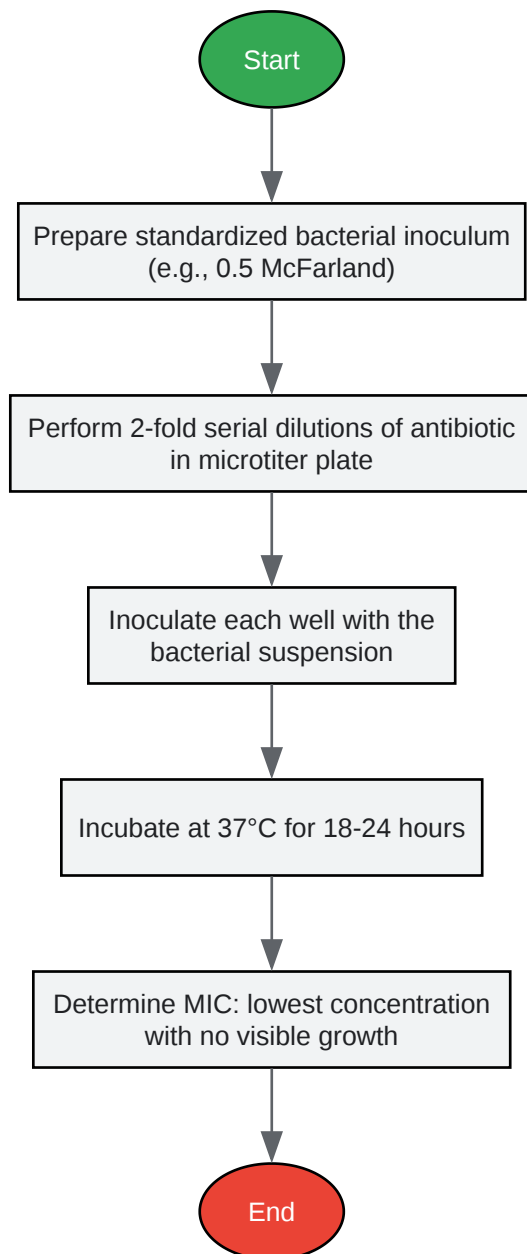 Start
Prepare standardized bacterial inoculum
(e.g., 0.5 McFarland)
Perform 2-fold serial dilutions of antibiotic
in microtiter plate
Inoculate each well with the
bacterial suspension
Incubate at 37°C for 18-24 hours
Determine MIC: lowest concentration
with no visible growth
End